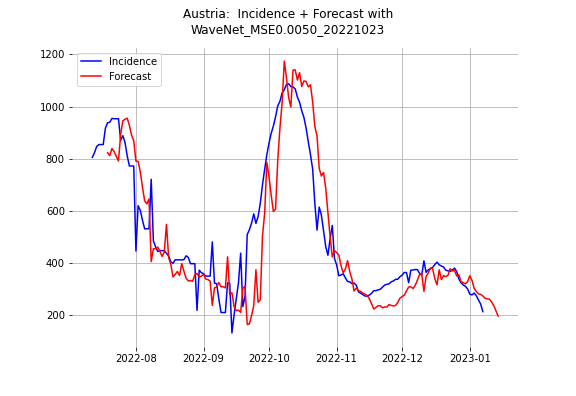 Austria:  Incidence + Forecast with
WaveNet_MSE0.0050_20221023
Incidence
Forecast
1200
1000
800
600
400
200
2022-08 2022-09 2022-10 2022-11 2022-12 2023-01